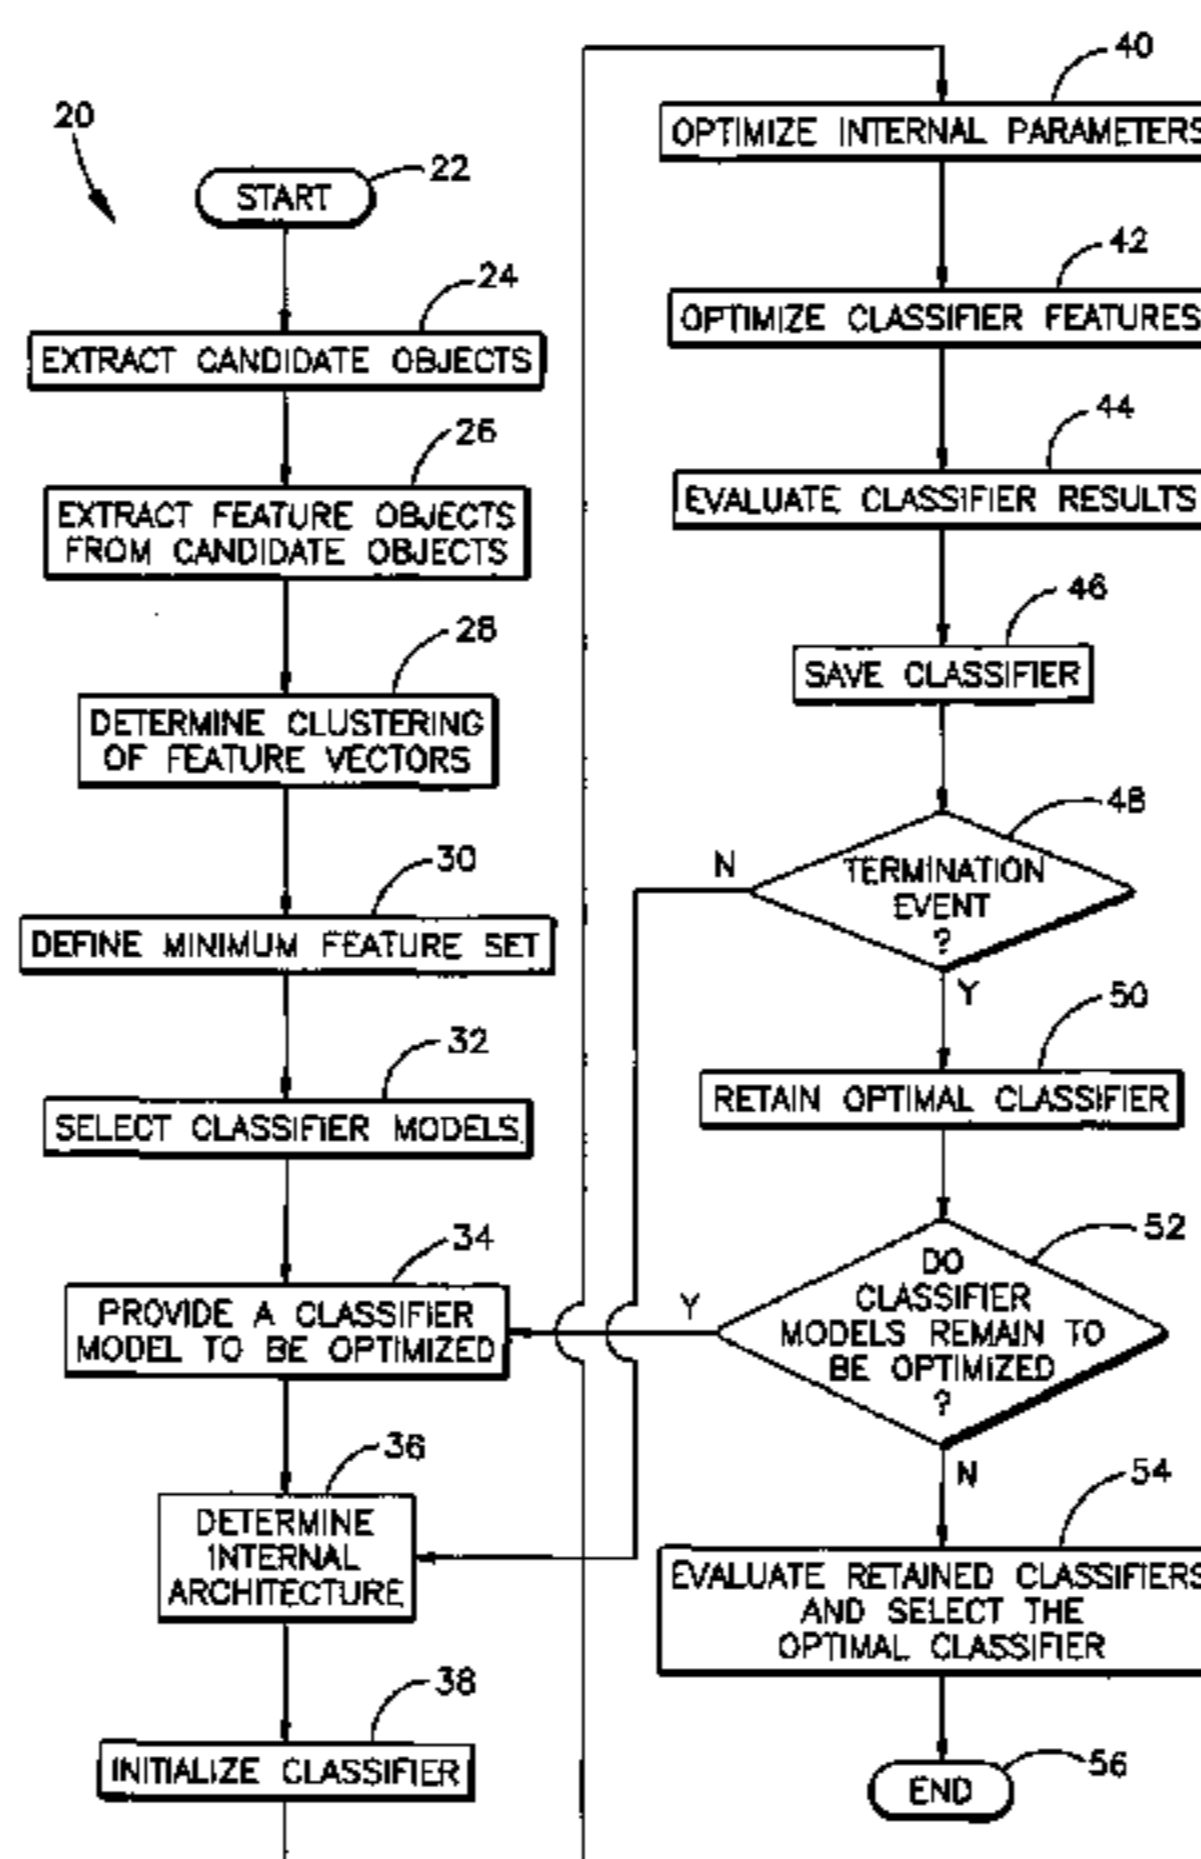 20
START
22
24
EXTRACT CANDIDATE OBJECTS
26
EXTRACT FEATURE OBJECTS
FROM CANDIDATE OBJECTS
28
DETERMINE CLUSTERING
OF FEATURE VECTORS
30
DEFINE MINIMUM FEATURE SET
32
SELECT CLASSIFIER MODELS
34
PROVIDE A CLASSIFIER
MODEL TO BE OPTIMIZED
36
DETERMINE
INTERNAL
ARCHITECTURE
38
INITIALIZE CLASSIFIER
40
OPTIMIZE INTERNAL PARAMETERS
42
OPTIMIZE CLASSIFIER FEATURES
44
EVALUATE CLASSIFIER RESULTS
46
SAVE CLASSIFIER
48
TERMINATION
EVENT
?
N
Y
50
RETAIN OPTIMAL CLASSIFIER
52
DO
CLASSIFIER
MODELS REMAIN TO
BE OPTIMIZED
?
Y
N
54
EVALUATE RETAINED CLASSIFIERS
AND SELECT THE
OPTIMAL CLASSIFIER
END
56